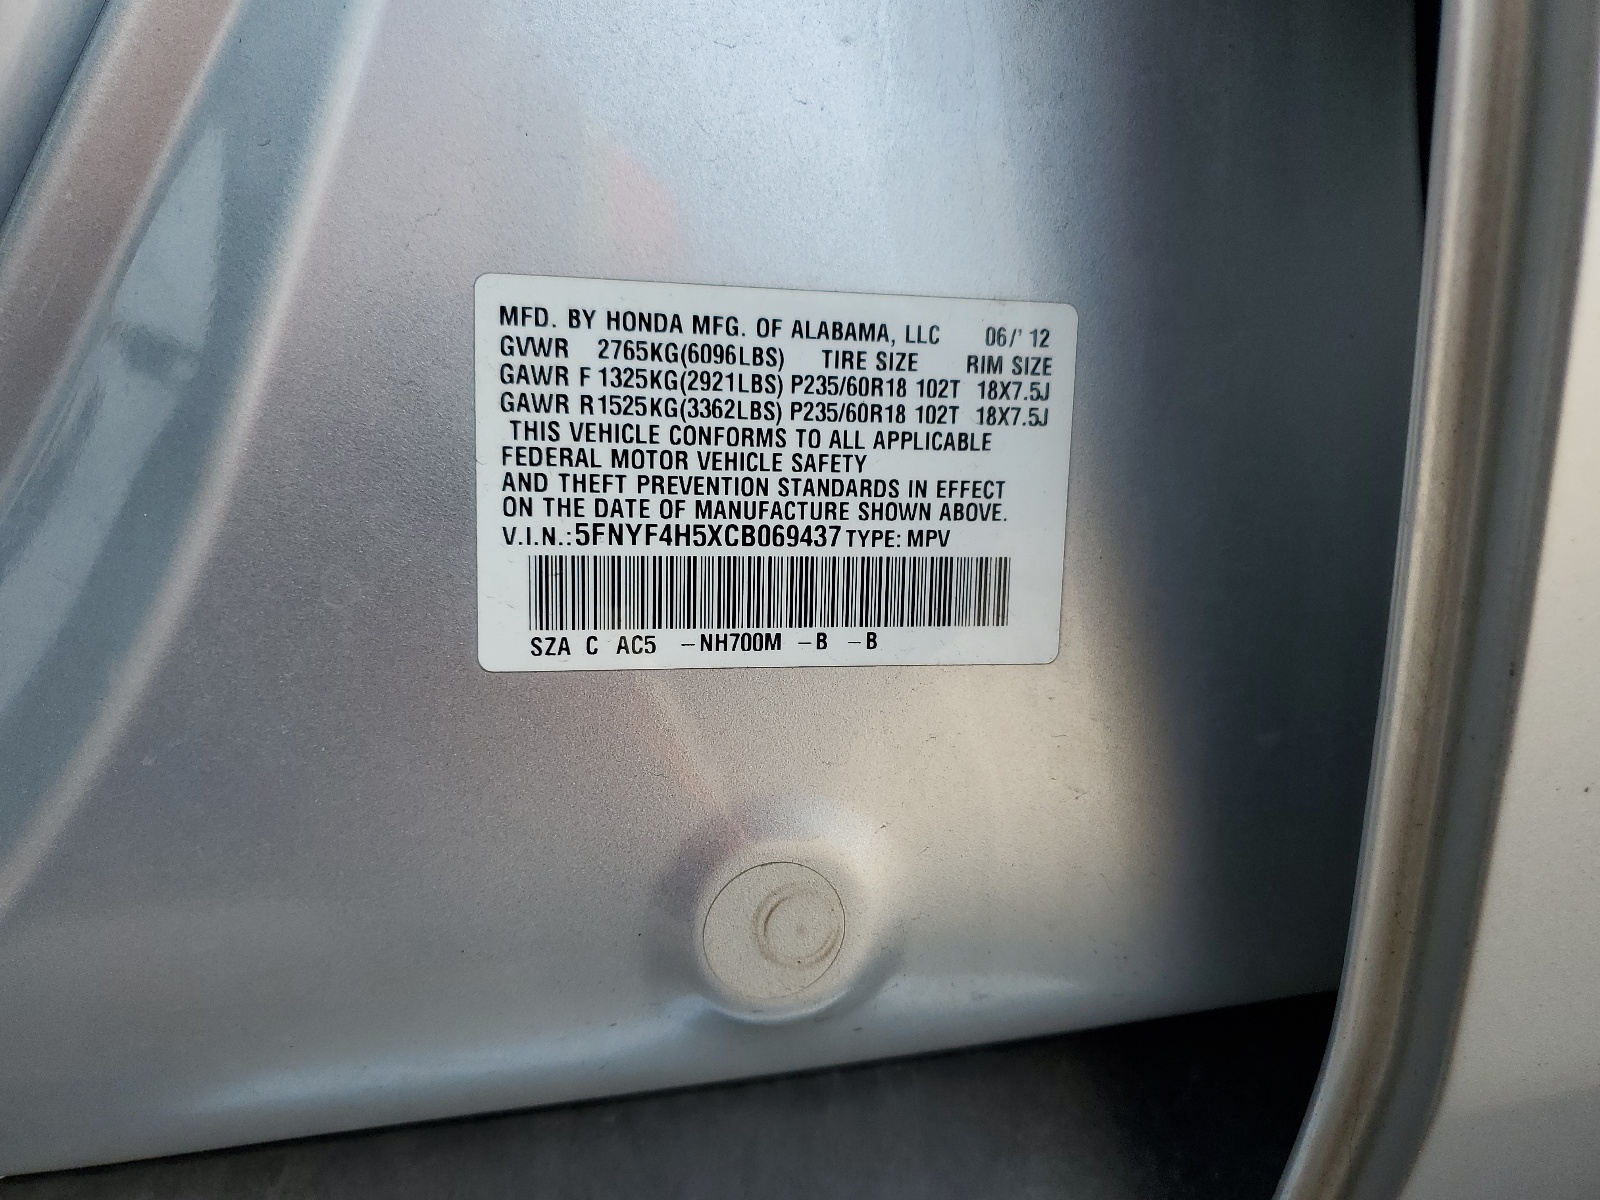 MFD. BY HONDA MFG. OF ALABAMA, LLC 06/' 12
GVWR 2765KG(6096LBS) TIRE SIZE RIM SIZE
GAWR F 1325KG(2921LBS) P235/60R18 102T 18X7.5J
GAWR R1525KG(3362LBS) P235/60R18 102T 18X7.5J
THIS VEHICLE CONFORMS TO ALL APPLICABLE
FEDERAL MOTOR VEHICLE SAFETY
AND THEFT PREVENTION STANDARDS IN EFFECT
ON THE DATE OF MANUFACTURE SHOWN ABOVE.
V.I.N.:5FNYF4H5XCB069437 TYPE: MPV
SZA C AC5 –NH700M –B –B